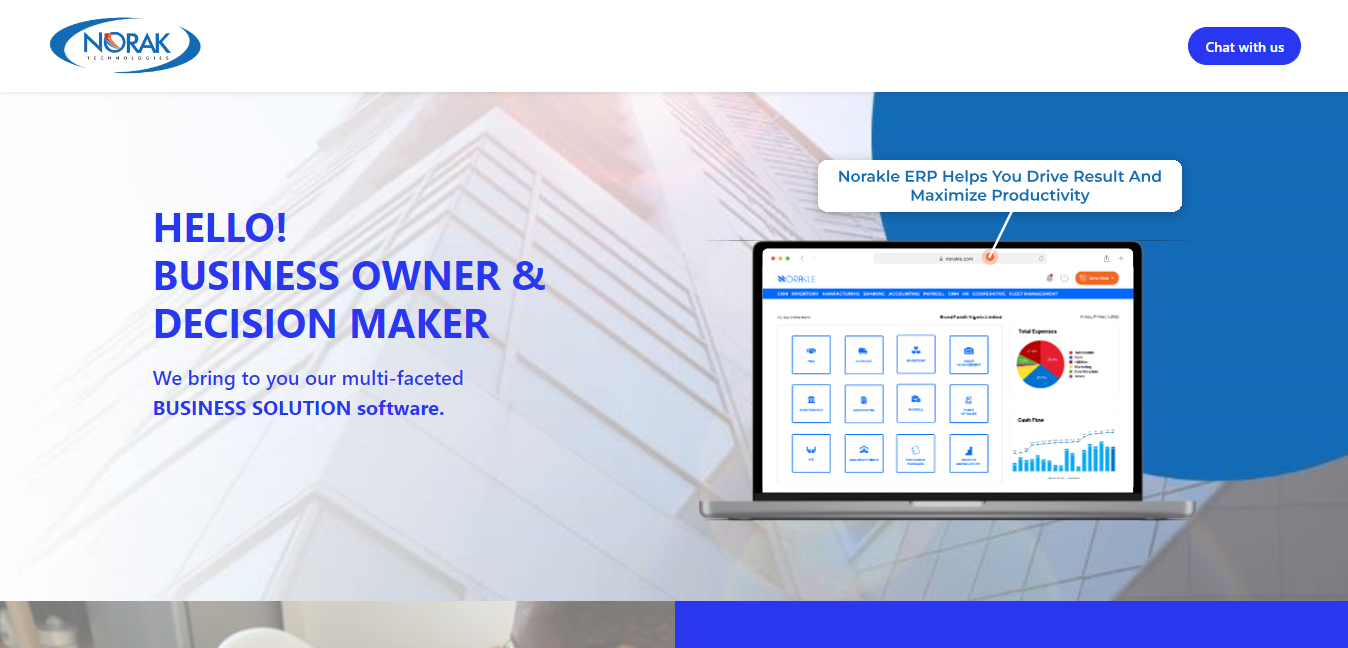 NORAK
TECHNOLOGIES
Chat with us
Norakle ERP Helps You Drive Result And
Maximize Productivity
HELLO!
BUSINESS OWNER &
DECISION MAKER
We bring to you our multi-faceted
BUSINESS SOLUTION software.
norakle.com
NORAKLE
CRM INVENTORY MANUFACTURING BANKING ACCOUNTING PAYROLL CRM HR COOPERATIVE FLEET MANAGEMENT
Total Expenses
Cash Flow